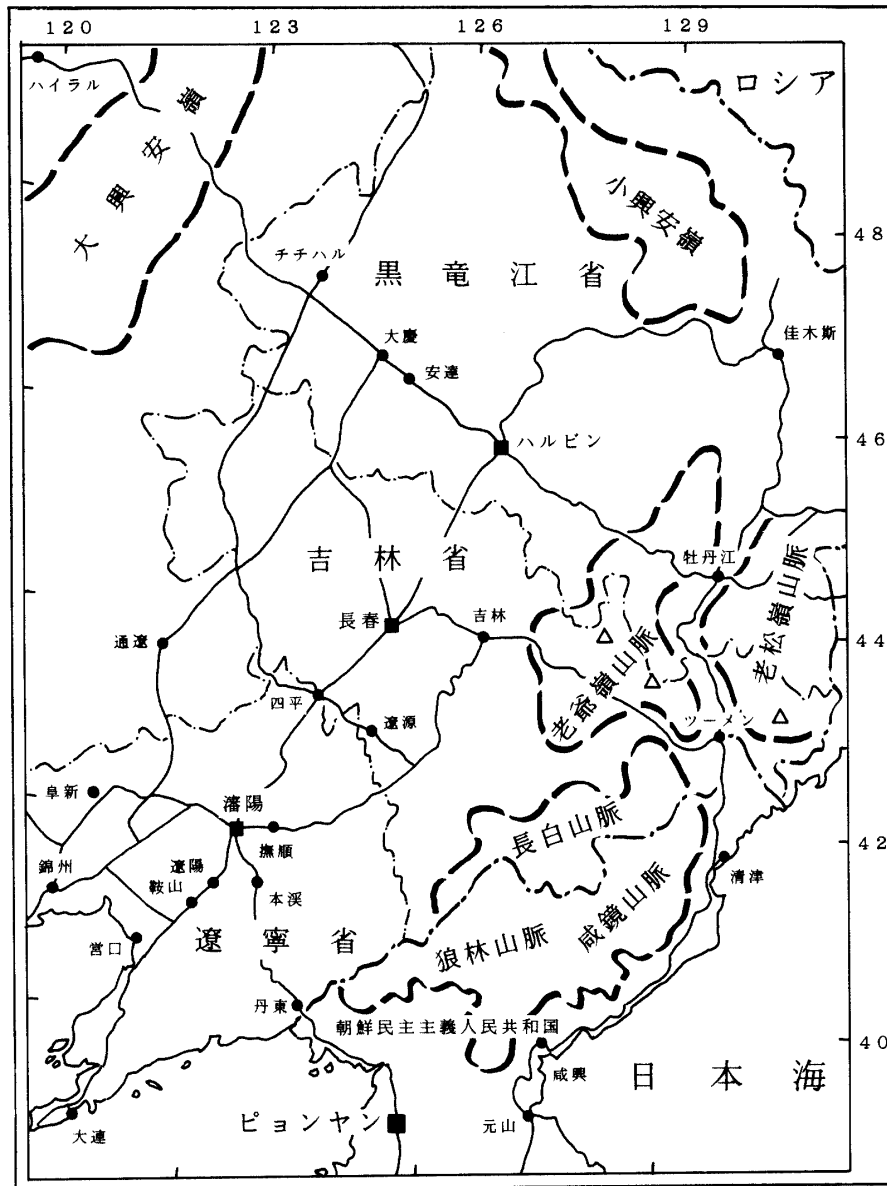 120 123 126 129
ロシア
ハイラル
大興安嶺
小興安嶺
48
チチハル
黒竜江省
佳木斯
大慶
安達
46
ハルビン
牡丹江
吉林省
老松嶺山脈
長春
吉林
44
通遼
老爺嶺山脈
四平
遼源
ツーメン
阜新
瀋陽
長白山脈
42
撫順
錦州
遼陽
鞍山
本渓
清津
咸鏡山脈
狼林山脈
遼寧省
営口
丹東
朝鮮民主主義人民共和国
40
咸興
日本海
大連
ピョンヤン
元山